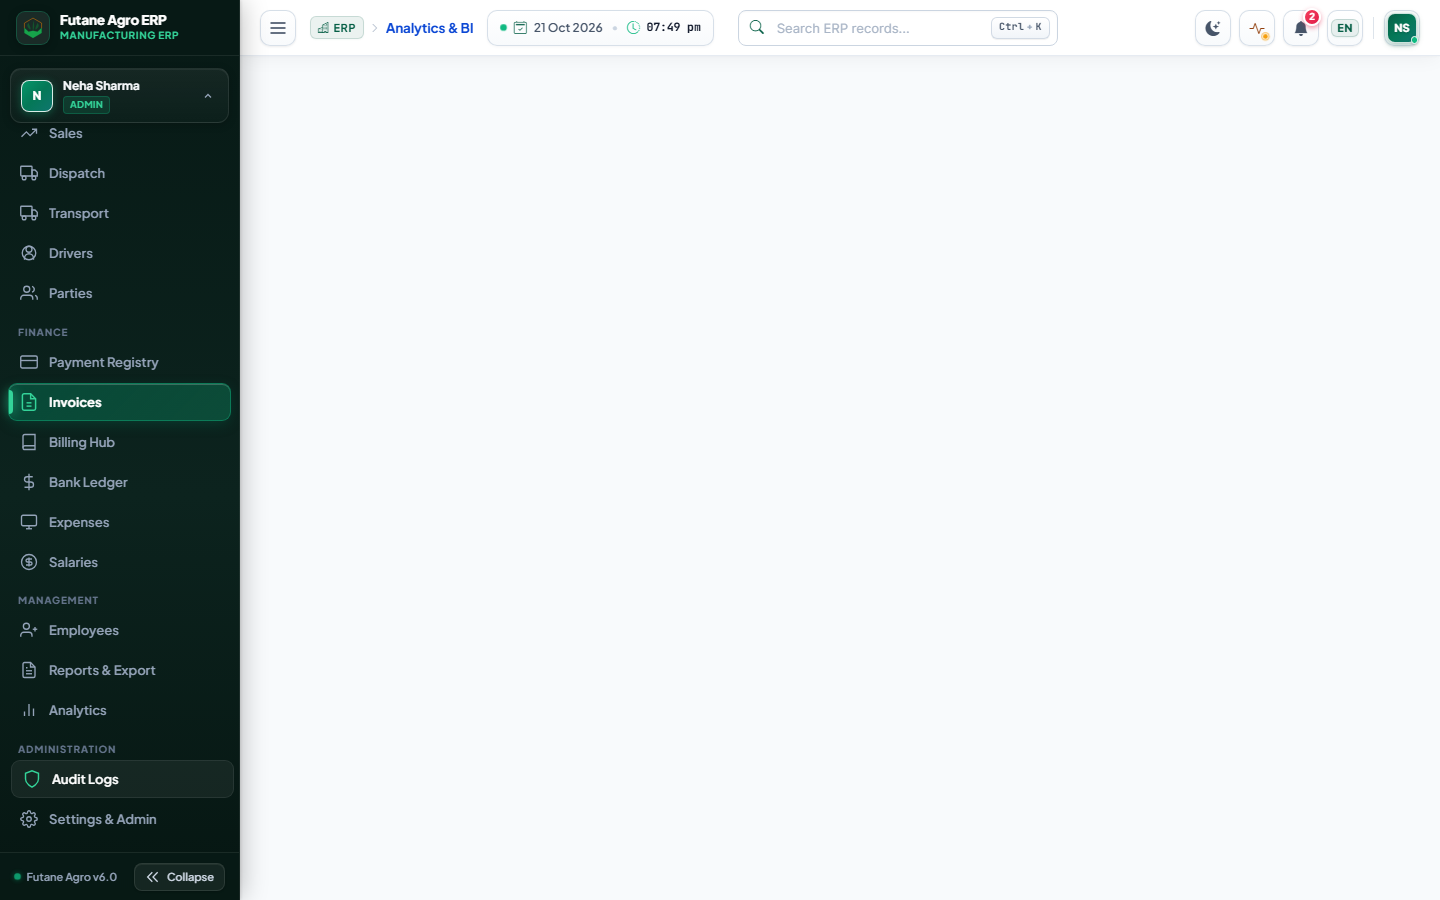 Futane Agro ERP
MANUFACTURING ERP
N
Neha Sharma
ADMIN
Sales
Dispatch
Transport
Drivers
Parties
FINANCE
Payment Registry
Invoices
Billing Hub
Bank Ledger
Expenses
Salaries
MANAGEMENT
Employees
Reports & Export
Analytics
ADMINISTRATION
Audit Logs
Settings & Admin
Futane Agro v6.0
Collapse
ERP
Analytics & BI
21 Oct 2026
07:49 pm
Search ERP records...
Ctrl + K
2
EN
NS